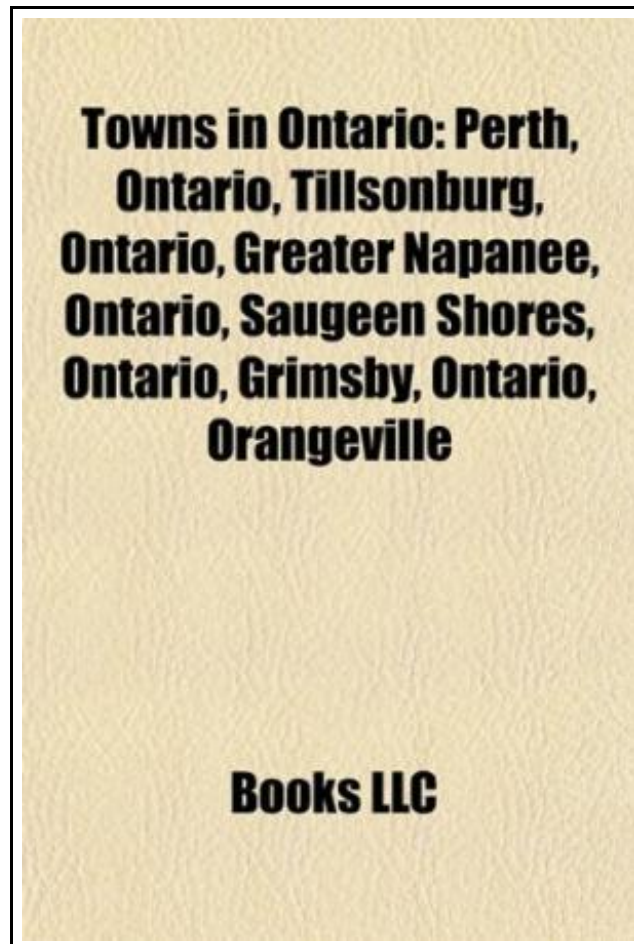 Towns in Ontario: Perth,
Ontario, Tillsonburg,
Ontario, Greater Napanee,
Ontario, Saugeen Shores,
Ontario, Grimsby, Ontario,
Orangeville
Books LLC